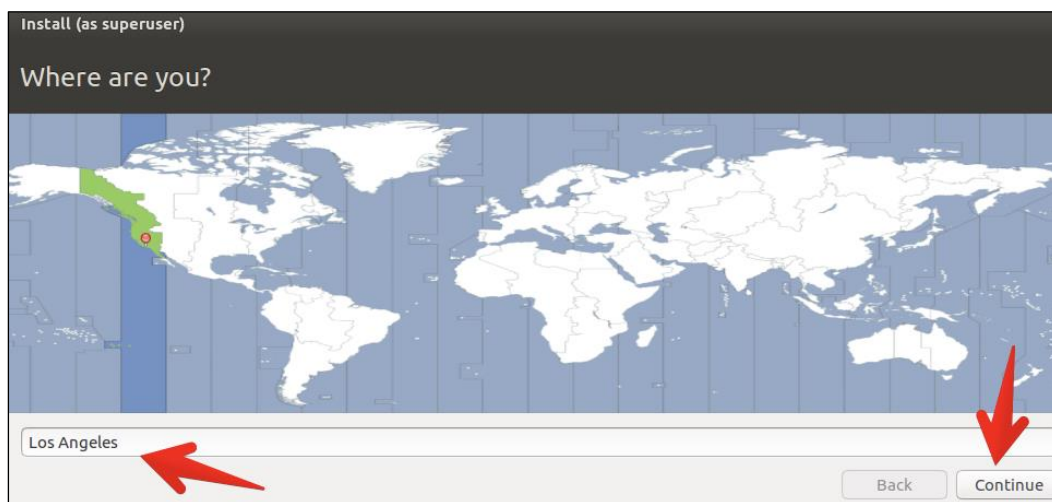 Install (as superuser)
Where are you?
Los Angeles
Back
Continue